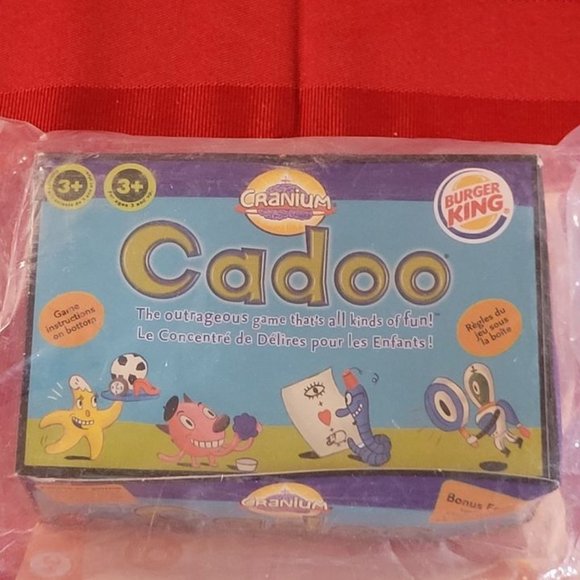 3+
3+
CRANIUM®
BURGER
KING®
Cadoo®
The outrageous game that's all kinds of fun!™
Le Concentré de Délires pour les Enfants!
Game
instructions
on bottom
Règles du
jeu sous
la boîte
CRANIUM
Bonus